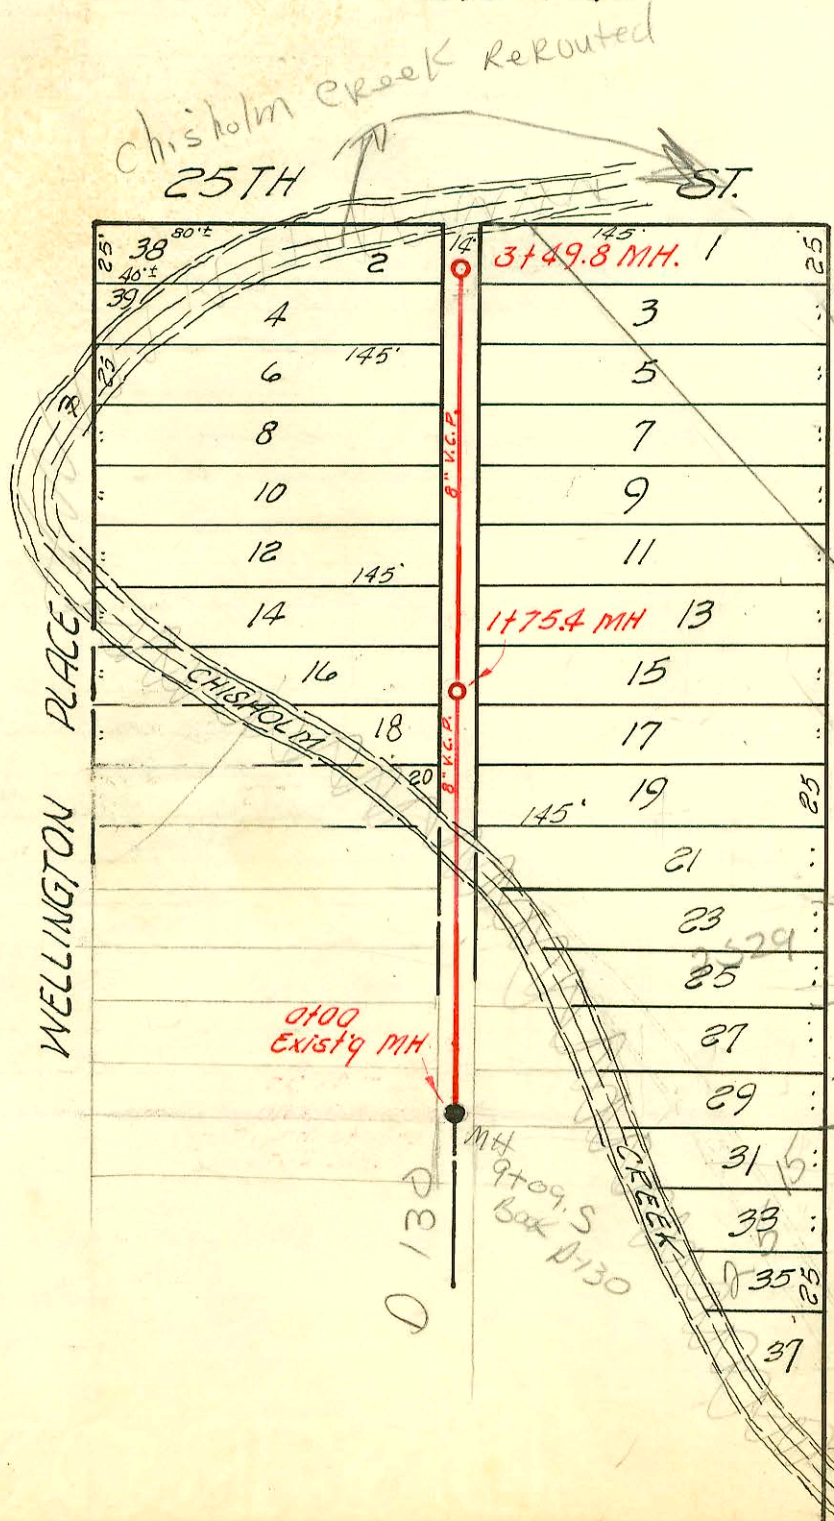 Chisholm Creek Rerouted
25TH ST.
25' 38 80'± 2 14' 145' 1 25'
3+49.8 MH.
40'±
39 4 3 "
25' 6 145' 5 "
8" V.C.P.
" 8 7 "
" 10 9 "
" 12 145' 11 "
" 14 13 "
1+75.4 MH
" 16 15 "
CHISHOLM
" 18 17 "
8" V.C.P.
20 19 25
145'
21 "
23 "
2529
25 "
27 "
29 "
31 "
15
33 "
35 25
37
WELLINGTON PLACE
0+00
Exist'g MH
MH
9+09.5
Book D-130
D 130
CREEK